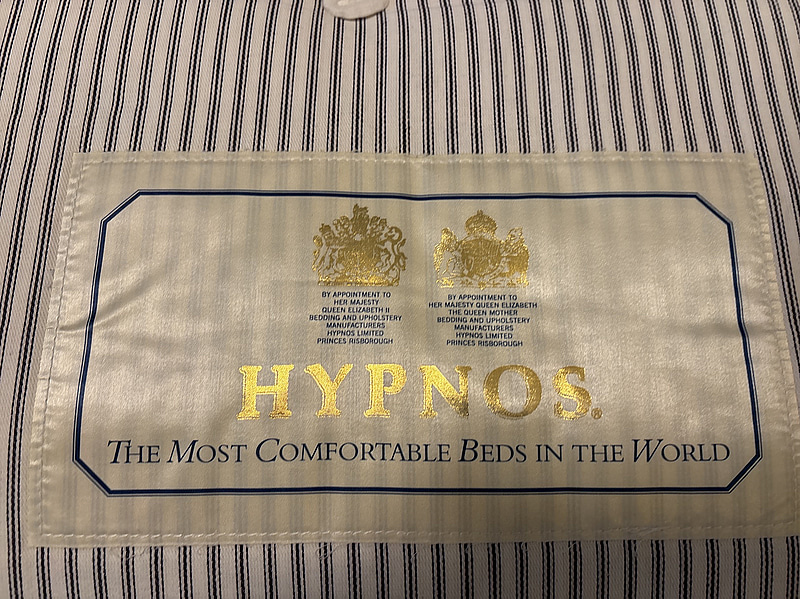 BY APPOINTMENT TO
HER MAJESTY
QUEEN ELIZABETH II
BEDDING AND UPHOLSTERY
MANUFACTURERS
HYPNOS LIMITED
PRINCES RISBOROUGH
BY APPOINTMENT TO
HER MAJESTY QUEEN ELIZABETH
THE QUEEN MOTHER
BEDDING AND UPHOLSTERY
MANUFACTURERS
HYPNOS LIMITED
PRINCES RISBOROUGH
HYPNOS®
THE MOST COMFORTABLE BEDS IN THE WORLD